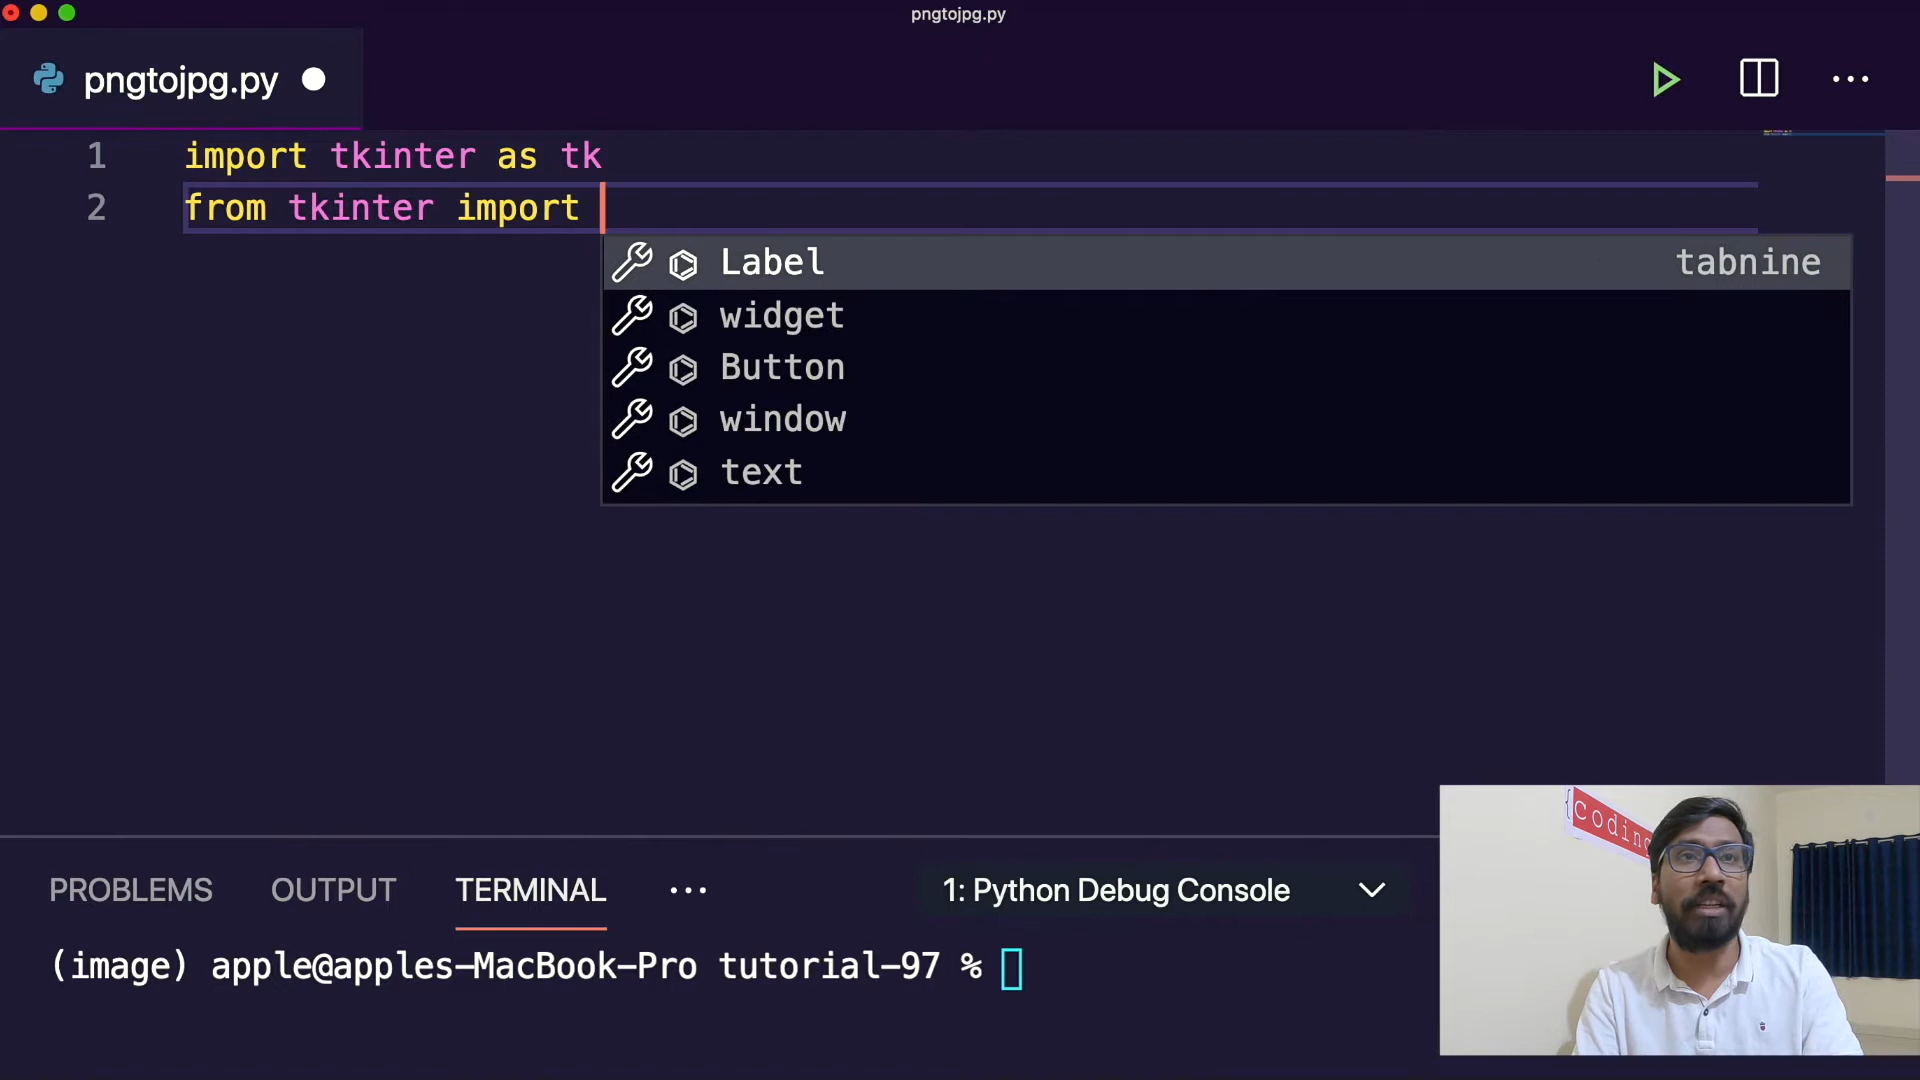 pngtojpg.py
pngtojpg.py
1 import tkinter as tk
2 from tkinter import
Label tabnine
widget
Button
window
text
PROBLEMS OUTPUT TERMINAL ... 1: Python Debug Console
(image) apple@apples-MacBook-Pro tutorial-97 %
{Coding